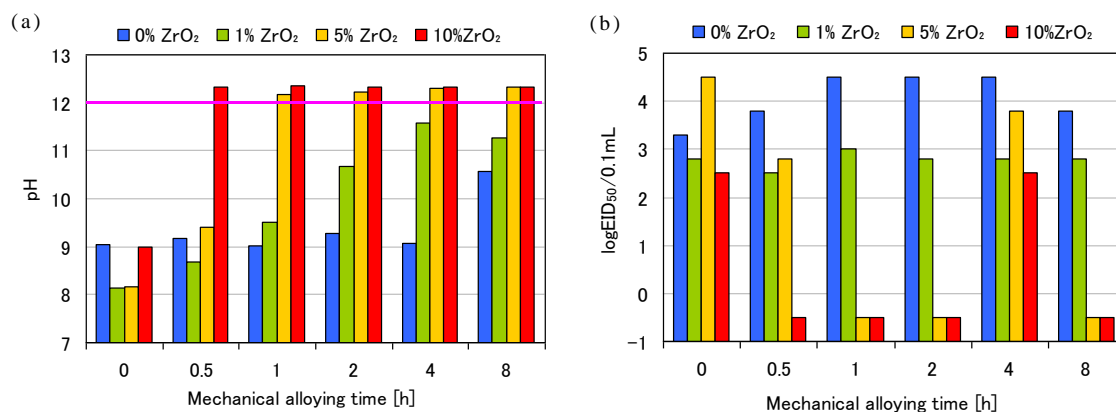 (a)
0% ZrO₂ 1% ZrO₂ 5% ZrO₂ 10%ZrO₂
pH
13
12
11
10
9
8
7
0 0.5 1 2 4 8
Mechanical alloying time [h]
(b)
0% ZrO₂ 1% ZrO₂ 5% ZrO₂ 10%ZrO₂
logEID₅₀/0.1mL
5
4
3
2
1
0
-1
0 0.5 1 2 4 8
Mechanical alloying time [h]